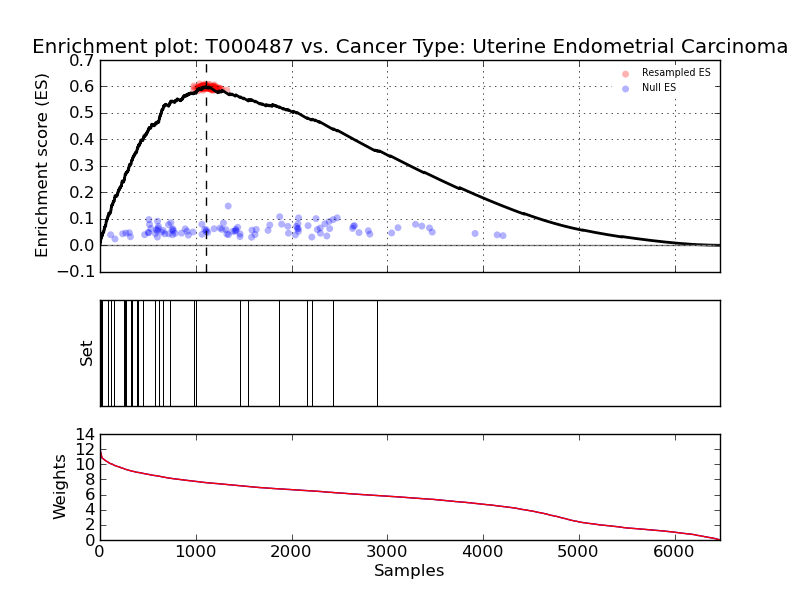 Enrichment plot: T000487 vs. Cancer Type: Uterine Endometrial Carcinoma
0.7
0.6
0.5
0.4
0.3
0.2
0.1
0.0
−0.1
Enrichment score (ES)
Resampled ES
Null ES
Set
14
12
10
8
6
4
2
0
Weights
0 1000 2000 3000 4000 5000 6000
Samples